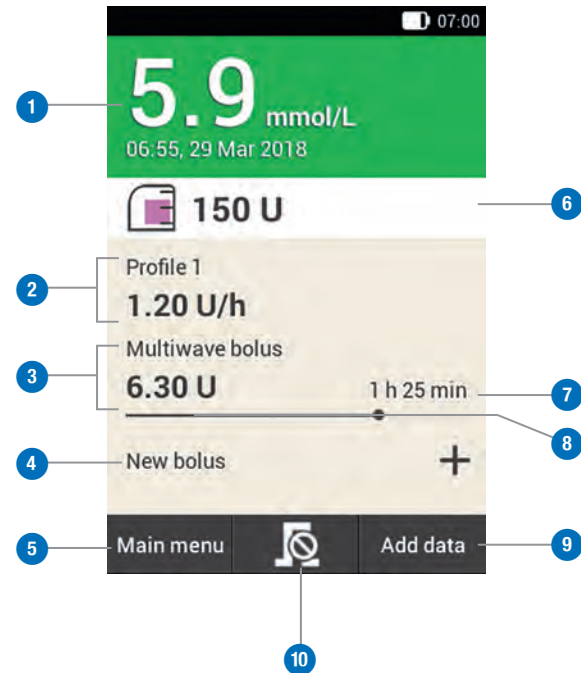 07:00
1
5.9 mmol/L
06:55, 29 Mar 2018
150 U
6
Profile 1
2
1.20 U/h
Multiwave bolus
3
6.30 U
1 h 25 min
7
8
4
New bolus
+
5
Main menu
Add data
9
10